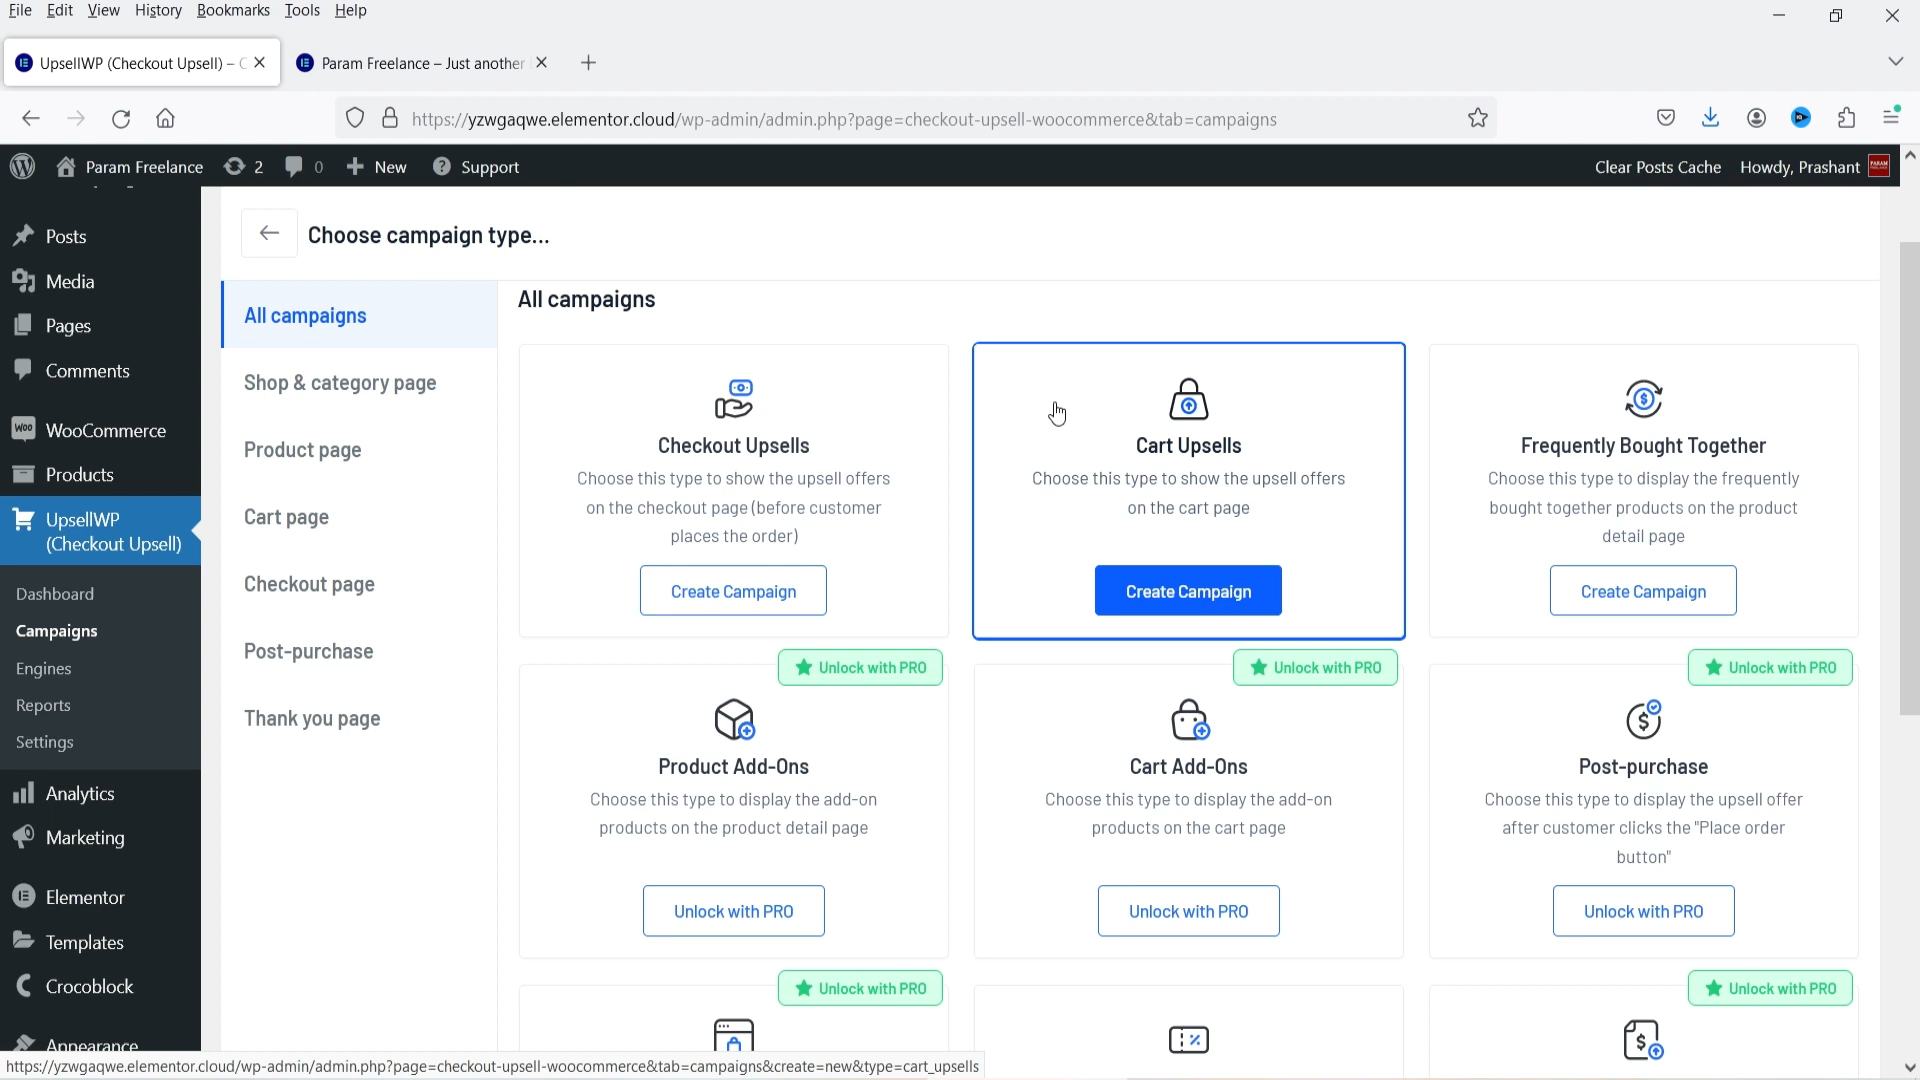 File Edit View History Bookmarks Tools Help
UpsellWP (Checkout Upsell) – C
Param Freelance – Just another
https://yzwgaqwe.elementor.cloud/wp-admin/admin.php?page=checkout-upsell-woocommerce&tab=campaigns
Param Freelance 2 0 New Support Clear Posts Cache Howdy, Prashant
Posts
Media
Pages
Comments
WooCommerce
Products
UpsellWP
(Checkout Upsell)
Dashboard
Campaigns
Engines
Reports
Settings
Analytics
Marketing
Elementor
Templates
Crocoblock
Appearance
Choose campaign type...
All campaigns
Shop & category page
Product page
Cart page
Checkout page
Post-purchase
Thank you page
All campaigns
Checkout Upsells
Choose this type to show the upsell offers
on the checkout page (before customer
places the order)
Create Campaign
Cart Upsells
Choose this type to show the upsell offers
on the cart page
Create Campaign
Frequently Bought Together
Choose this type to display the frequently
bought together products on the product
detail page
Create Campaign
Unlock with PRO
Product Add-Ons
Choose this type to display the add-on
products on the product detail page
Unlock with PRO
Unlock with PRO
Cart Add-Ons
Choose this type to display the add-on
products on the cart page
Unlock with PRO
Unlock with PRO
Post-purchase
Choose this type to display the upsell offer
after customer clicks the "Place order
button"
Unlock with PRO
Unlock with PRO
Unlock with PRO
https://yzwgaqwe.elementor.cloud/wp-admin/admin.php?page=checkout-upsell-woocommerce&tab=campaigns&create=new&type=cart_upsells